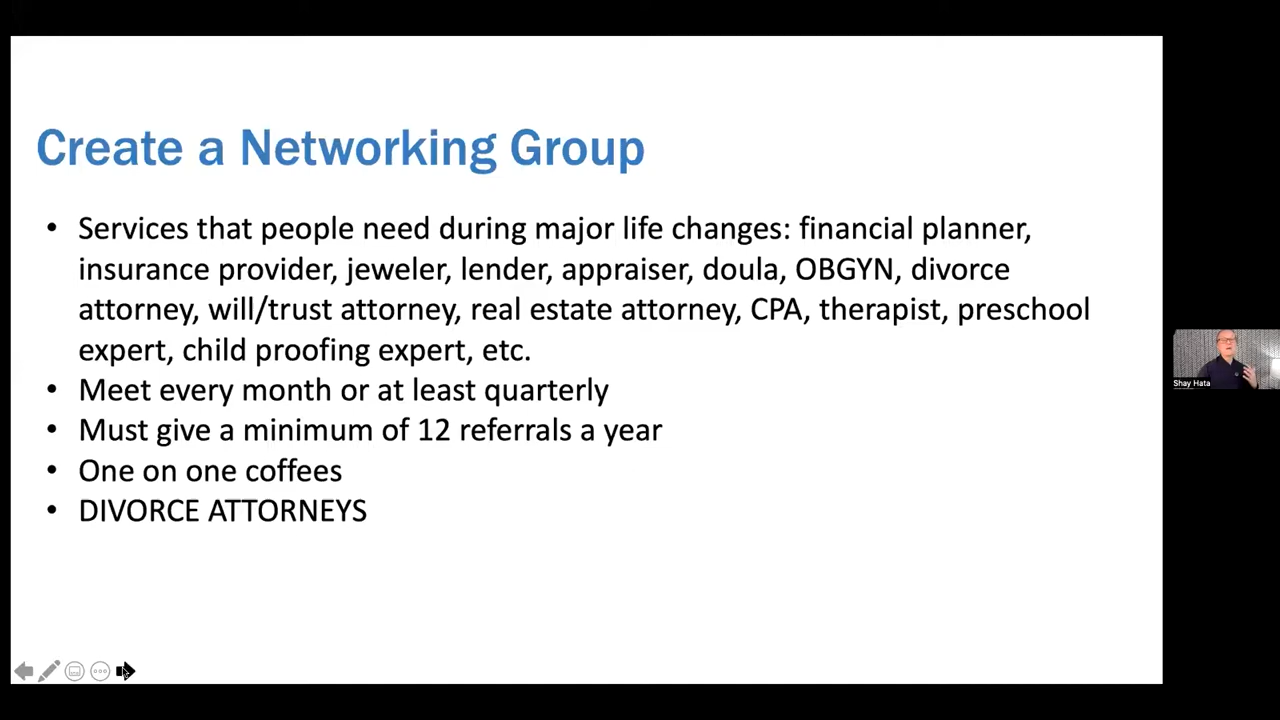 Create a Networking Group
• Services that people need during major life changes: financial planner,
insurance provider, jeweler, lender, appraiser, doula, OBGYN, divorce
attorney, will/trust attorney, real estate attorney, CPA, therapist, preschool
expert, child proofing expert, etc.
• Meet every month or at least quarterly
• Must give a minimum of 12 referrals a year
• One on one coffees
• DIVORCE ATTORNEYS
Shay Hata